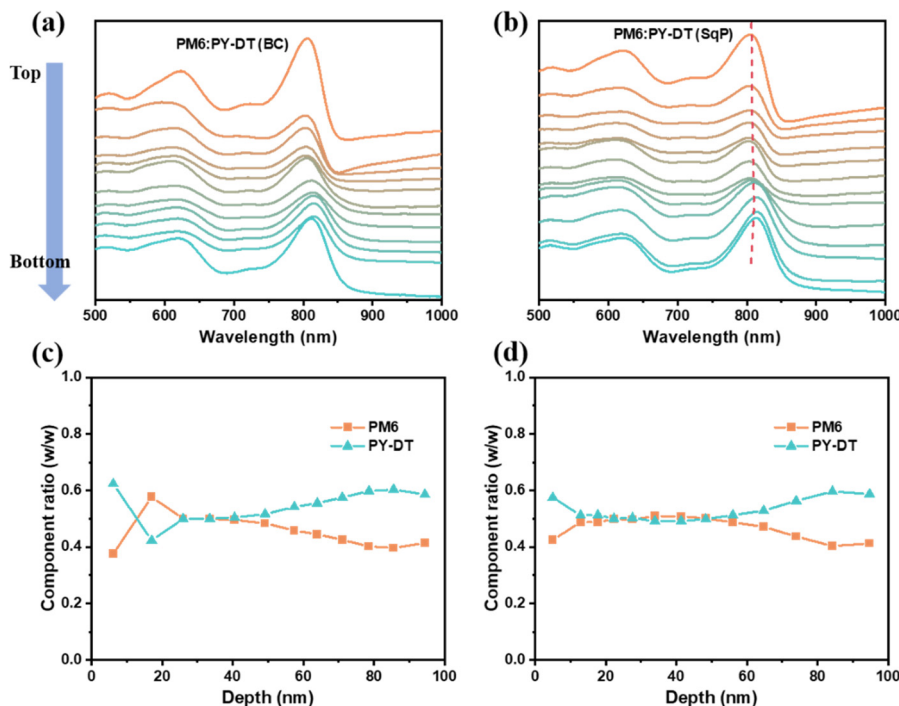 (a)
PM6:PY-DT (BC)
Top
Bottom
500 600 700 800 900 1000
Wavelength (nm)
(b)
PM6:PY-DT (SqP)
500 600 700 800 900 1000
Wavelength (nm)
(c)
1.0
0.8
0.6
0.4
0.2
0.0
Component ratio (w/w)
PM6
PY-DT
0 20 40 60 80 100
Depth (nm)
(d)
1.0
0.8
0.6
0.4
0.2
0.0
Component ratio (w/w)
PM6
PY-DT
0 20 40 60 80 100
Depth (nm)